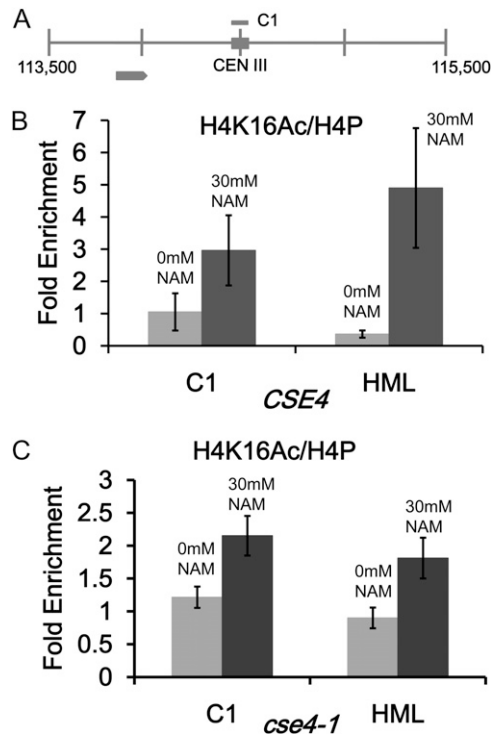 A
C1
113,500
CEN III
115,500
B
H4K16Ac/H4P
Fold Enrichment
7
6
5
4
3
2
1
0
0mM
NAM
30mM
NAM
0mM
NAM
30mM
NAM
C1
HML
CSE4
C
H4K16Ac/H4P
Fold Enrichment
3
2.5
2
1.5
1
0.5
0
0mM
NAM
30mM
NAM
0mM
NAM
30mM
NAM
C1
HML
cse4-1